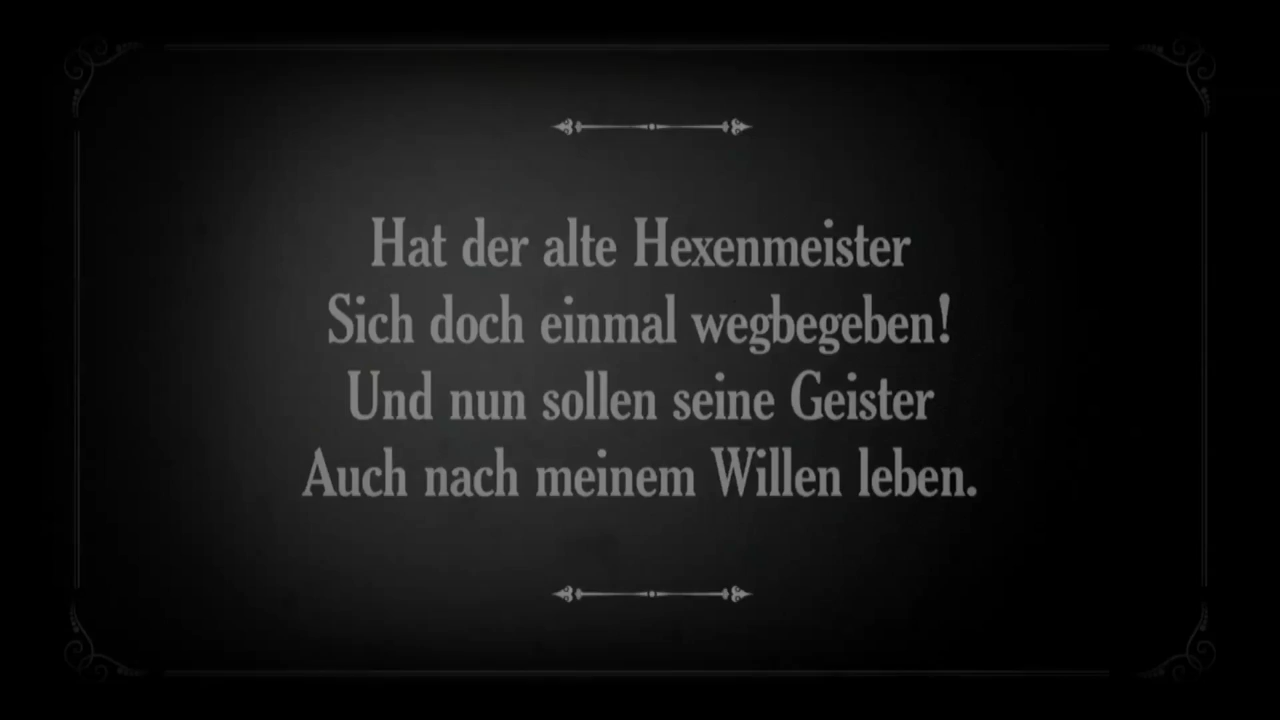 Hat der alte Hexenmeister
Sich doch einmal wegbegeben!
Und nun sollen seine Geister
Auch nach meinem Willen leben.